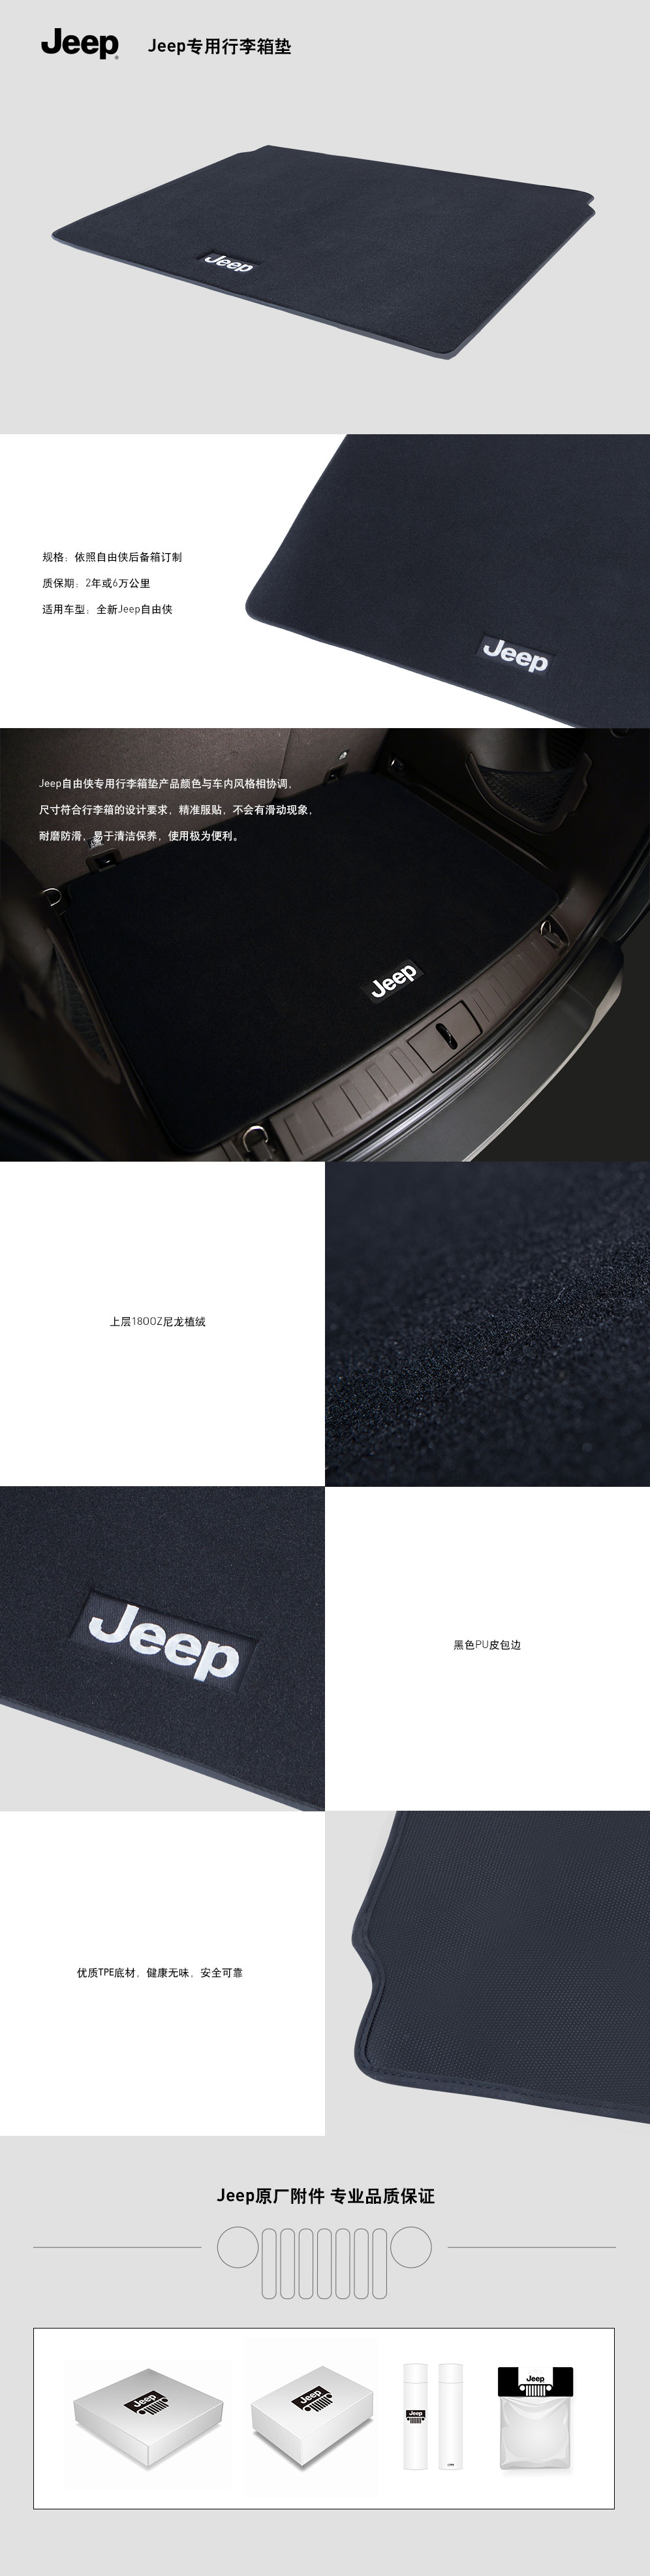 Jeep
Jeep专用行李箱垫
Jeep
规格：依照自由侠后备箱订制
质保期：2年或6万公里
适用车型：全新Jeep自由侠
Jeep
Jeep自由侠专用行李箱垫产品颜色与车内风格相协调，
尺寸符合行李箱的设计要求，精准服贴，不会有滑动现象，
耐磨防滑，易于清洁保养，使用极为便利。
Jeep
上层18OOZ尼龙植绒
Jeep
黑色PU皮包边
优质TPE底材，健康无味，安全可靠
Jeep原厂附件 专业品质保证
Jeep
Jeep
Jeep
Jeep